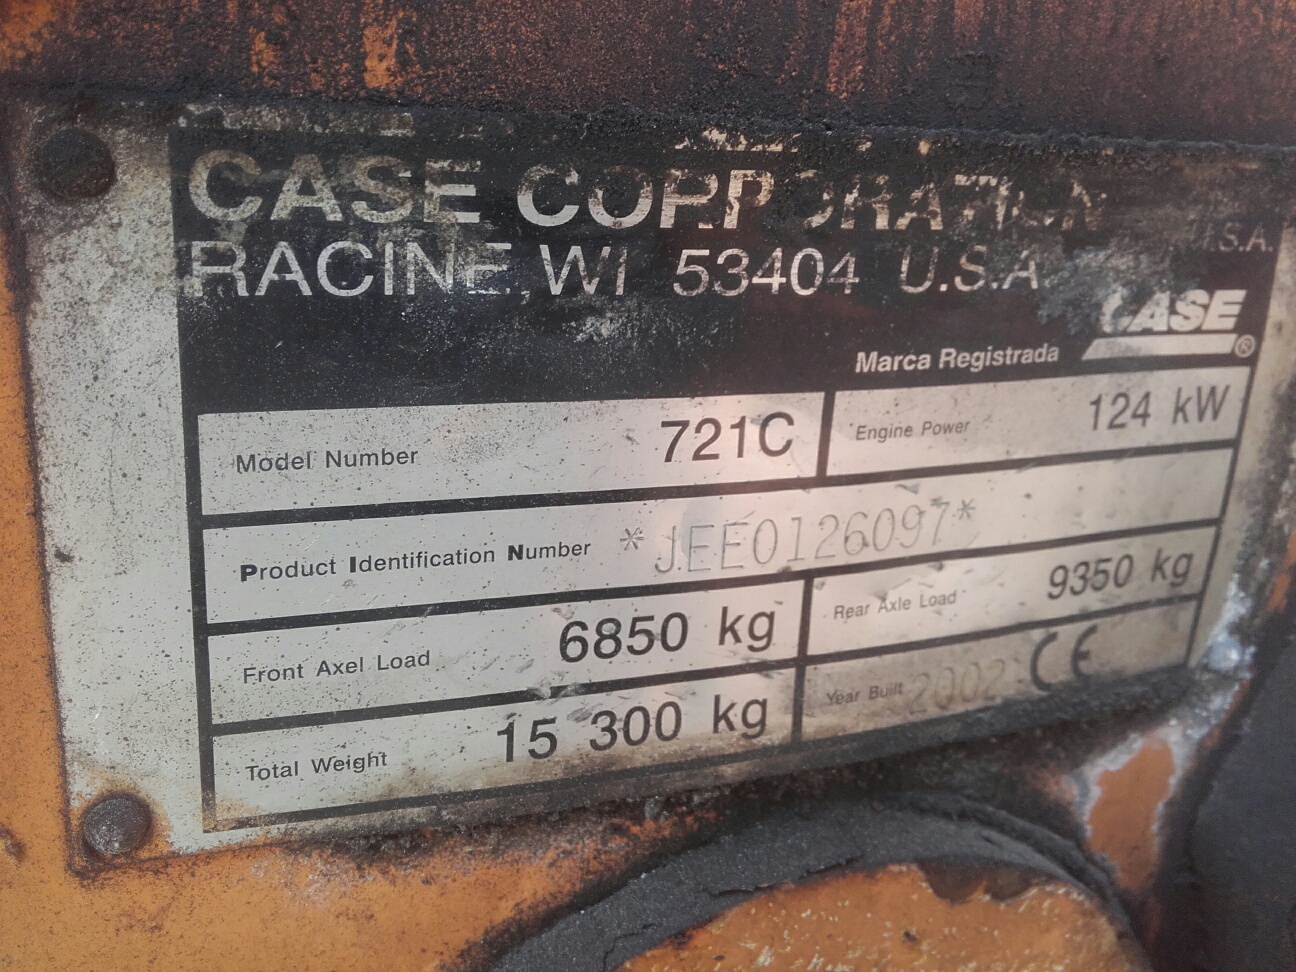 CASE CORPORATION
RACINE, WI 53404 U.S.A.
U.S.A.
CASE ®
Marca Registrada
Model Number 721C Engine Power 124 kW
Product Identification Number *JEE0126097*
Front Axel Load 6850 kg Rear Axle Load 9350 kg
Total Weight 15 300 kg Year Built 2002 CE